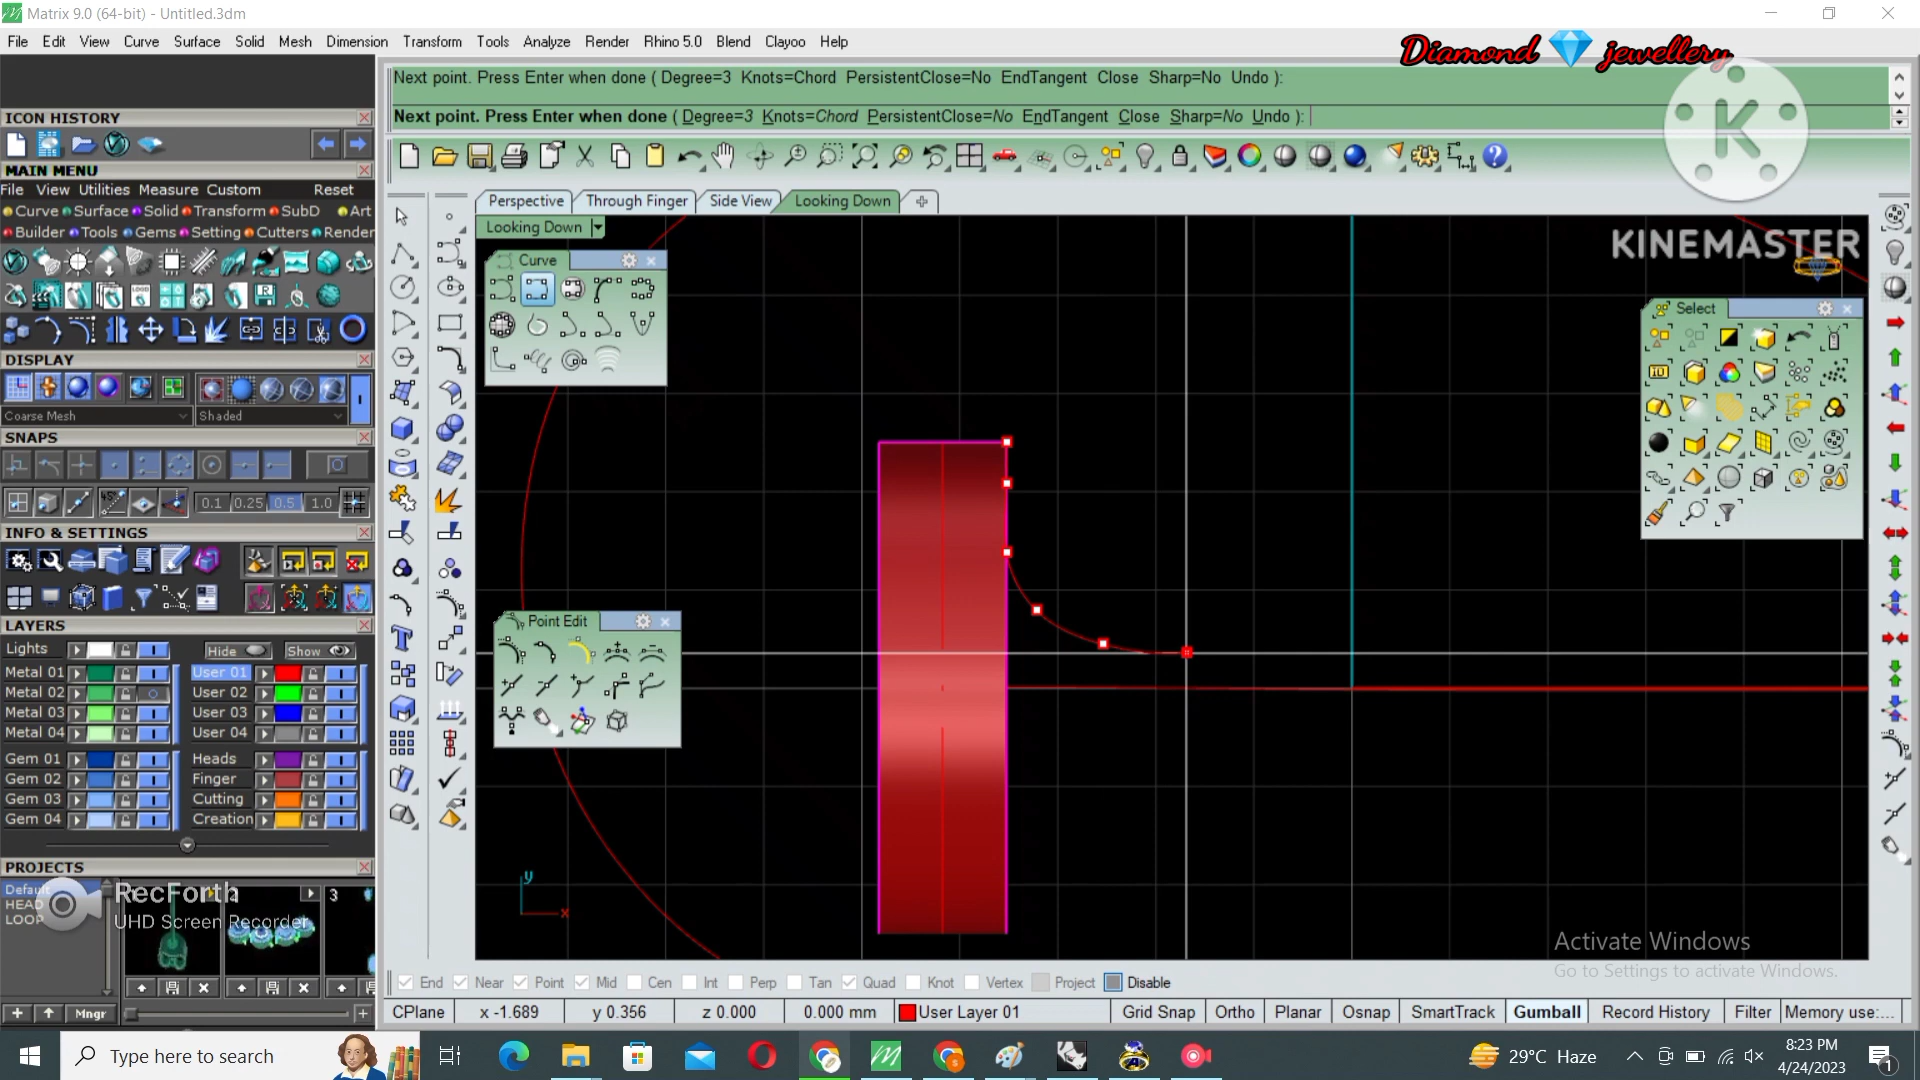 Matrix 9.0 (64-bit) - Untitled.3dm
File Edit View Curve Surface Solid Mesh Dimension Transform Tools Analyze Render Rhino 5.0 Blend Clayoo Help
Diamond jewellery
Next point. Press Enter when done ( Degree=3 Knots=Chord PersistentClose=No EndTangent Close Sharp=No Undo ):
Next point. Press Enter when done ( Degree=3 Knots=Chord PersistentClose=No EndTangent Close Sharp=No Undo ):
K
KINEMASTER
ICON HISTORY
MAIN MENU
File View Utilities Measure Custom Reset
Curve Surface Solid Transform SubD Art
Builder Tools Gems Setting Cutters Render
DISPLAY
Coarse Mesh Shaded
SNAPS
0.1 0.25 0.5 1.0
INFO & SETTINGS
LAYERS
Lights Hide Show
Metal 01 User 01
Metal 02 User 02
Metal 03 User 03
Metal 04 User 04
Gem 01 Heads
Gem 02 Finger
Gem 03 Cutting
Gem 04 Creation
PROJECTS
Default
HEAD
LOOP
3
Mngr
RecForth
UHD Screen Recorder
Perspective Through Finger Side View Looking Down
Looking Down
Curve
Point Edit
Select
y
x
Activate Windows
Go to Settings to activate Windows.
End Near Point Mid Cen Int Perp Tan Quad Knot Vertex Project Disable
CPlane x -1.689 y 0.356 z 0.000 0.000 mm User Layer 01 Grid Snap Ortho Planar Osnap SmartTrack Gumball Record History Filter Memory use:...
Type here to search
29°C Haze
8:23 PM
4/24/2023
1